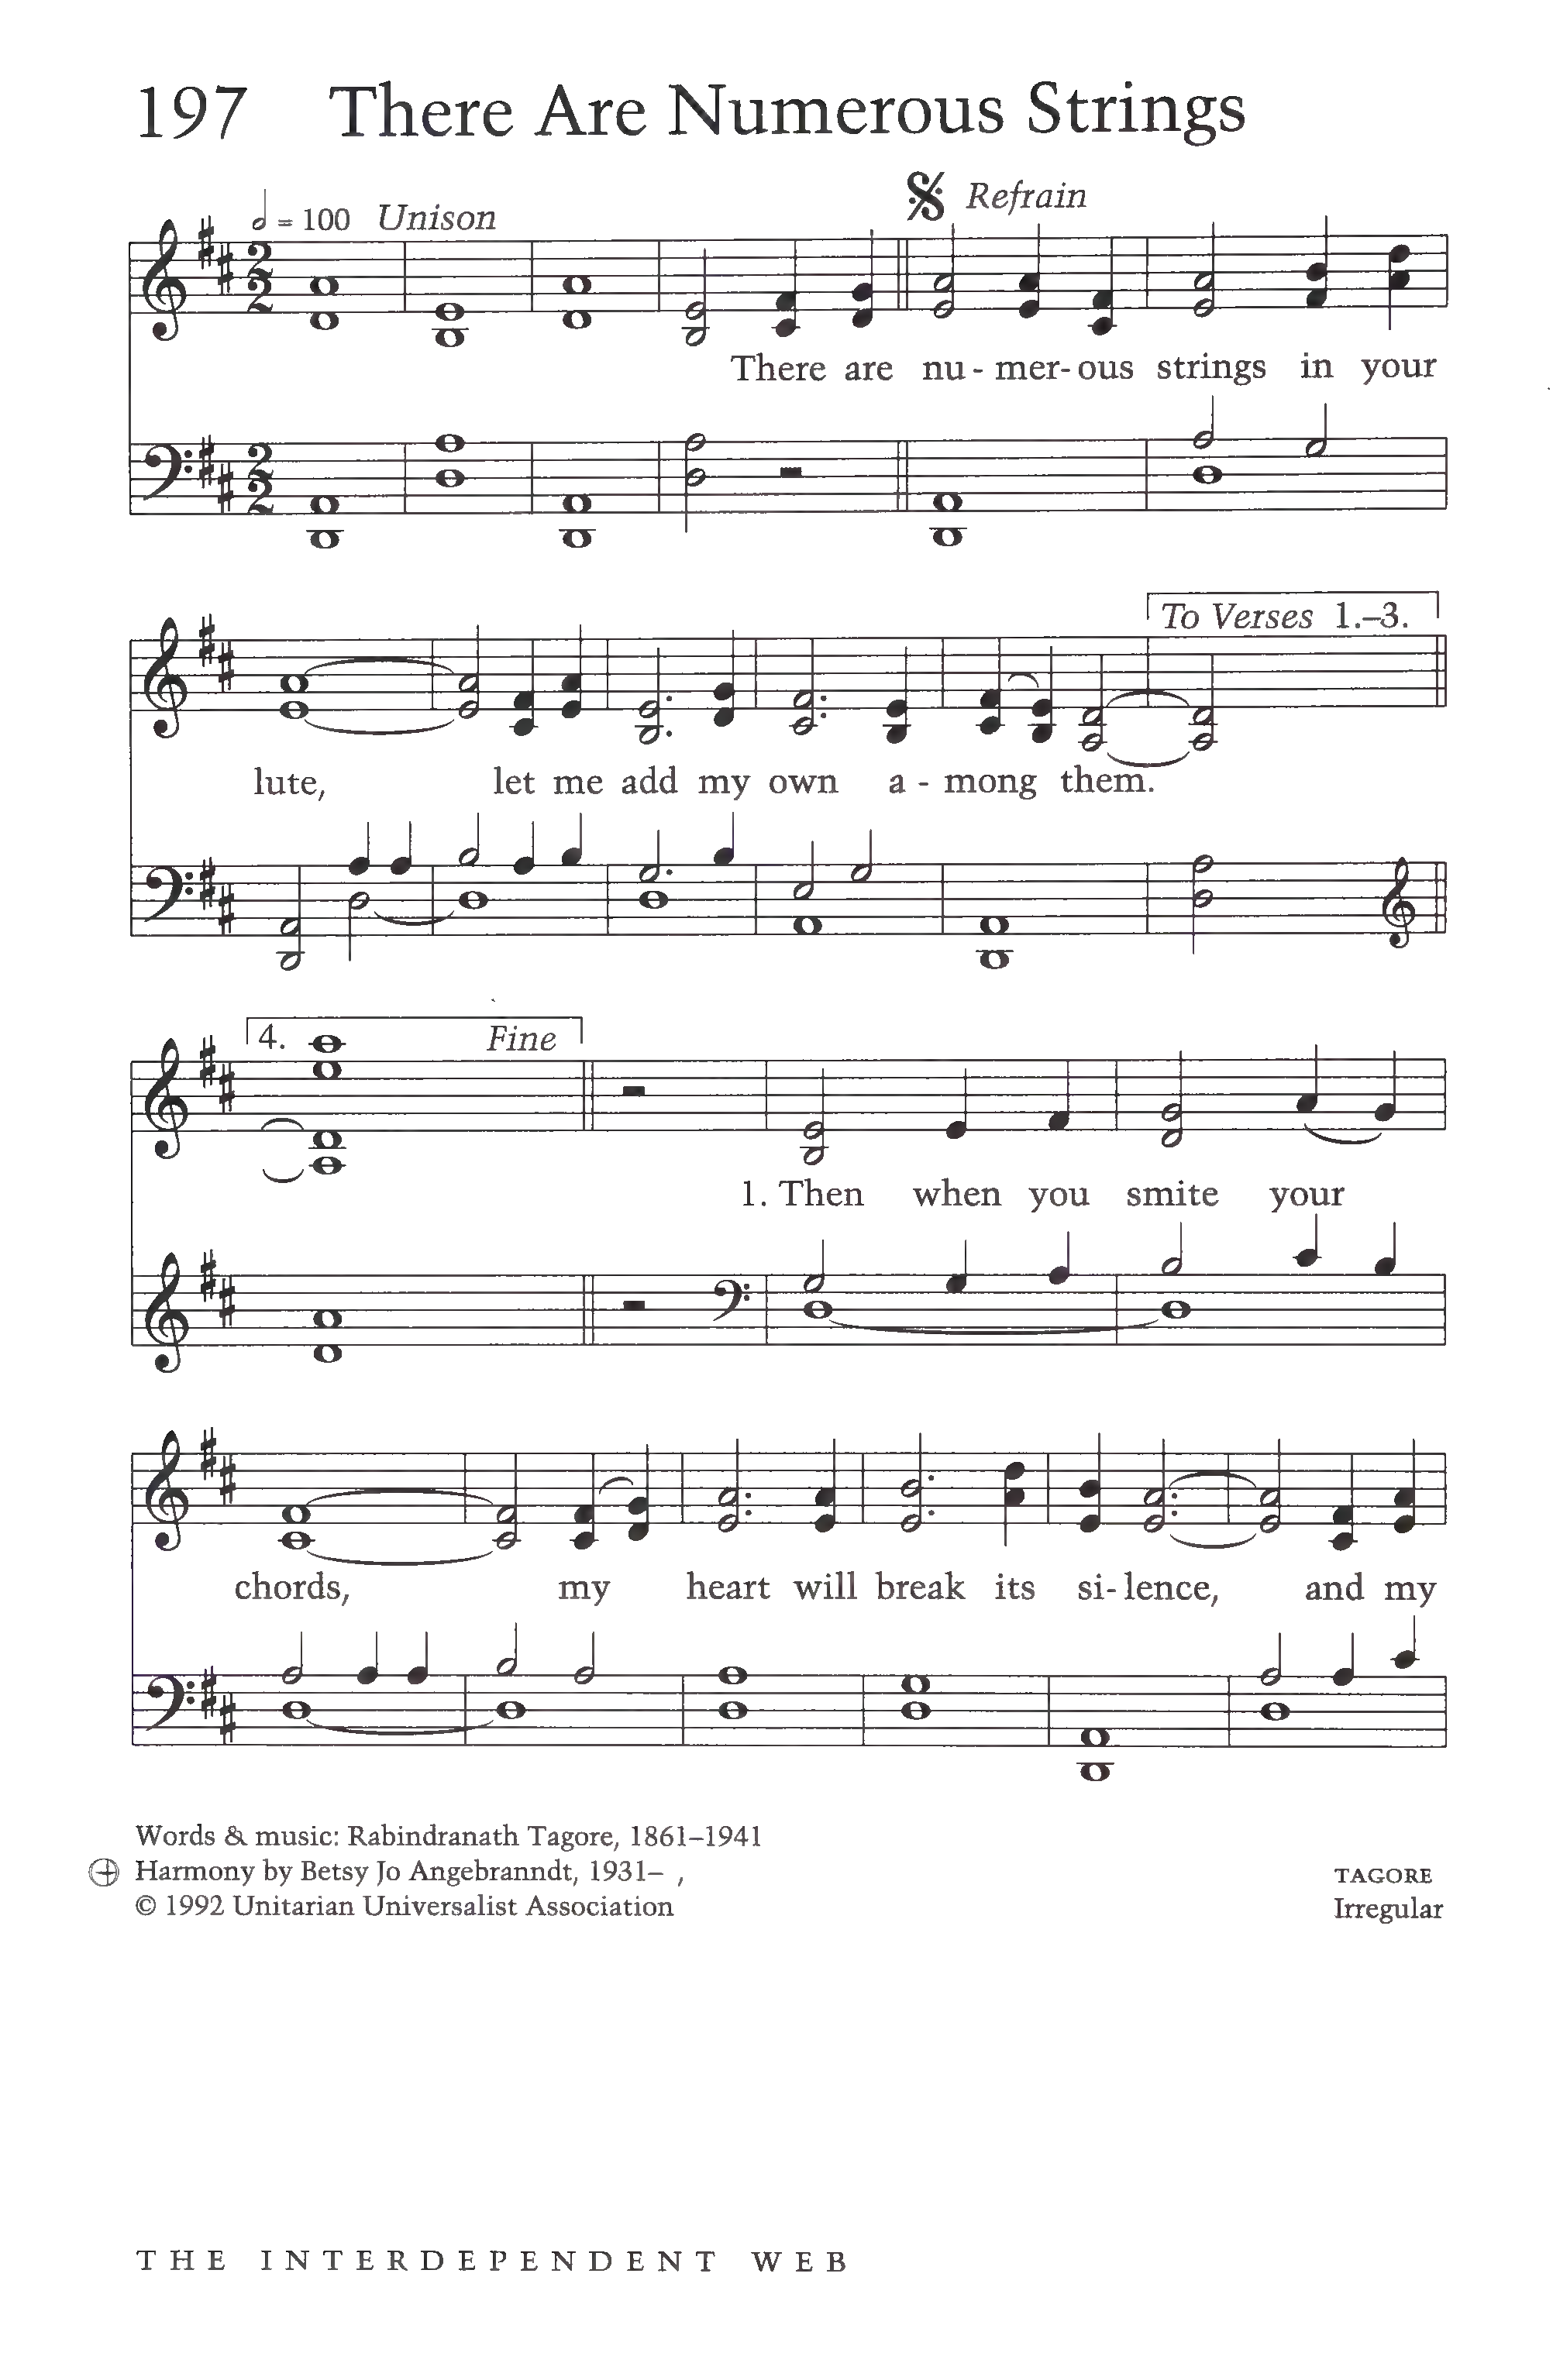 197 There Are Numerous Strings
= 100 Unison Refrain
There are nu - mer - ous strings in your
To Verses 1.–3.
lute, let me add my own a - mong them.
4. Fine
1. Then when you smite your
chords, my heart will break its si - lence, and my
Words & music: Rabindranath Tagore, 1861–1941
Harmony by Betsy Jo Angebranndt, 1931– ,
© 1992 Unitarian Universalist Association
TAGORE
Irregular
THE INTERDEPENDENT WEB